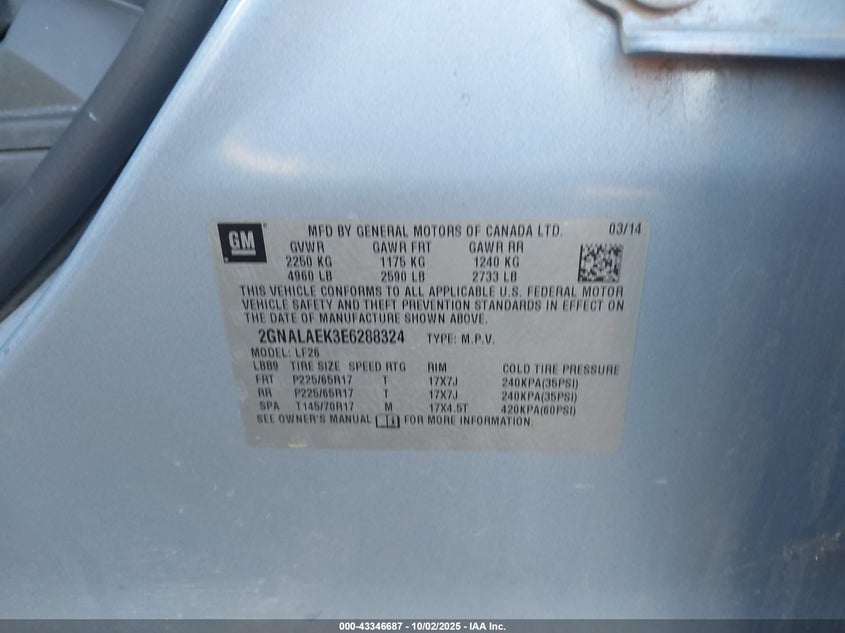 GM
MFD BY GENERAL MOTORS OF CANADA LTD. 03/14
GVWR GAWR FRT GAWR RR
2250 KG 1175 KG 1240 KG
4960 LB 2590 LB 2733 LB
THIS VEHICLE CONFORMS TO ALL APPLICABLE U.S. FEDERAL MOTOR
VEHICLE SAFETY AND THEFT PREVENTION STANDARDS IN EFFECT ON
THE DATE OF MANUFACTURE SHOWN ABOVE.
2GNALAEK3E6288324 TYPE: M.P.V.
MODEL: LF26
LBB9 TIRE SIZE SPEED RTG RIM COLD TIRE PRESSURE
FRT P225/65R17 T 17X7J 240KPA(35PSI)
RR P225/65R17 T 17X7J 240KPA(35PSI)
SPA T145/70R17 M 17X4.5T 420KPA(60PSI)
SEE OWNER'S MANUAL FOR MORE INFORMATION.
000-43346687 - 10/02/2025 - IAA Inc.